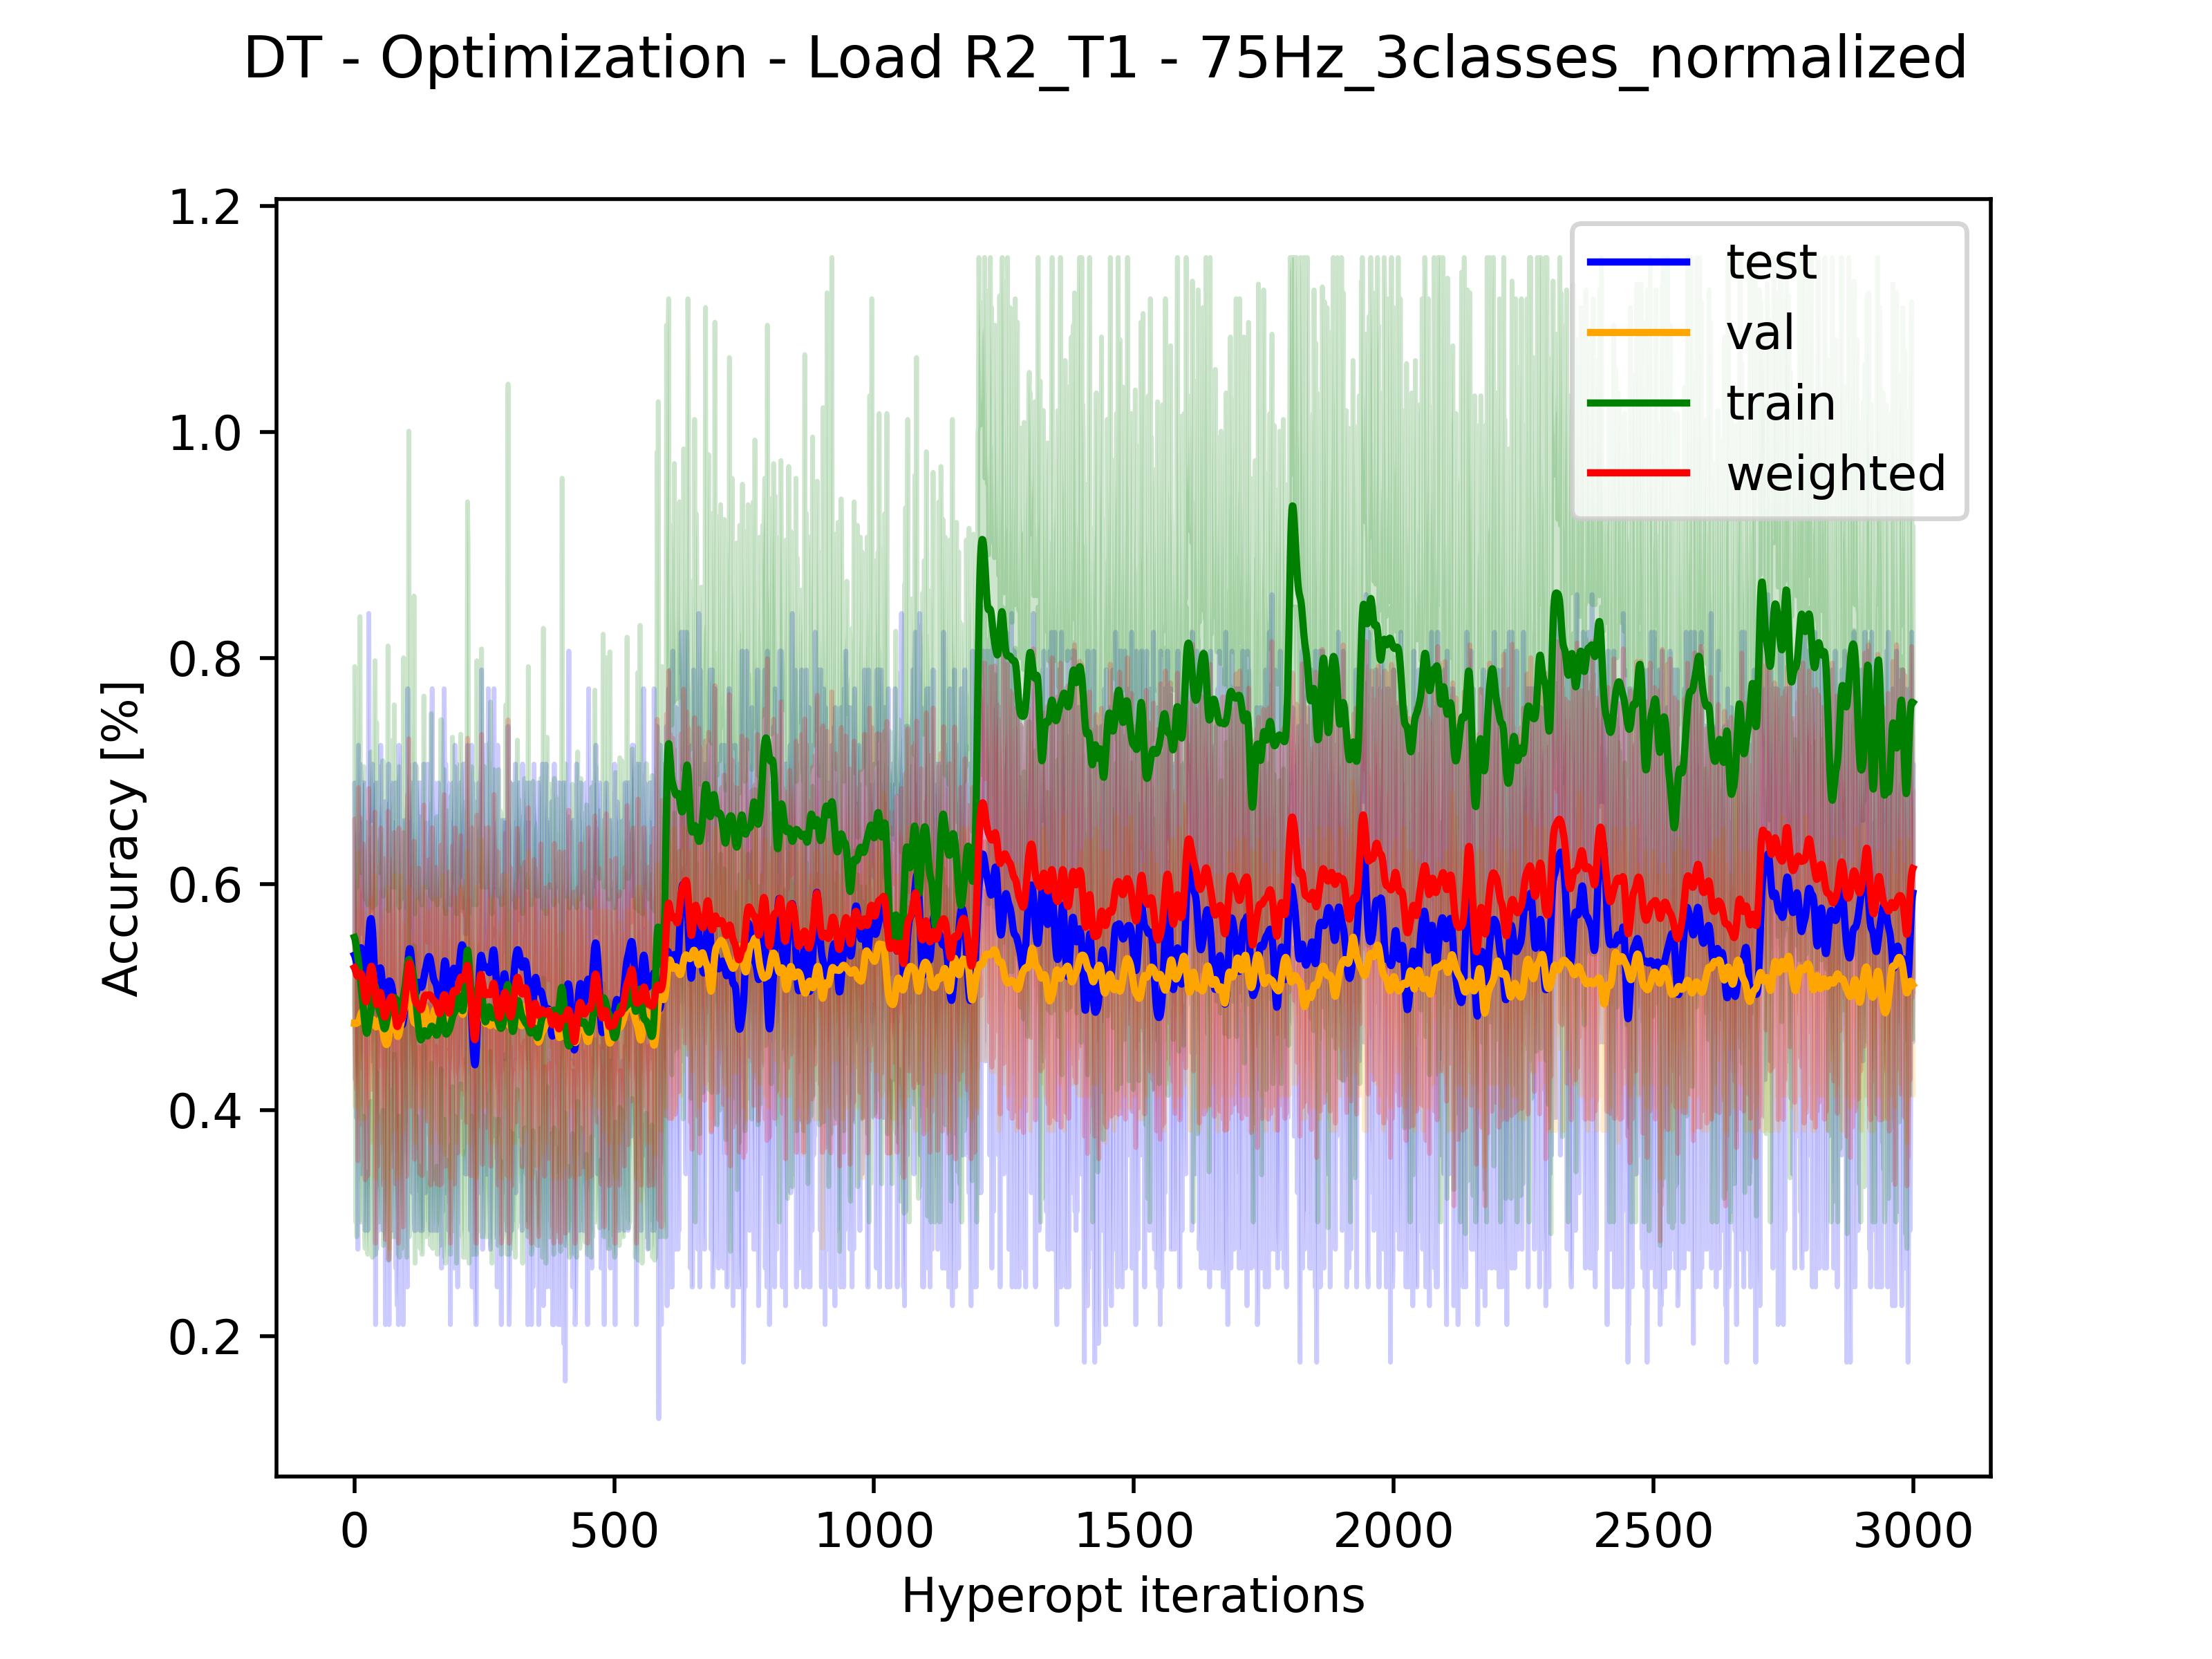 DT - Optimization - Load R2_T1 - 75Hz_3classes_normalized
1.2
1.0
0.8
0.6
0.4
0.2
Accuracy [%]
test
val
train
weighted
0 500 1000 1500 2000 2500 3000
Hyperopt iterations